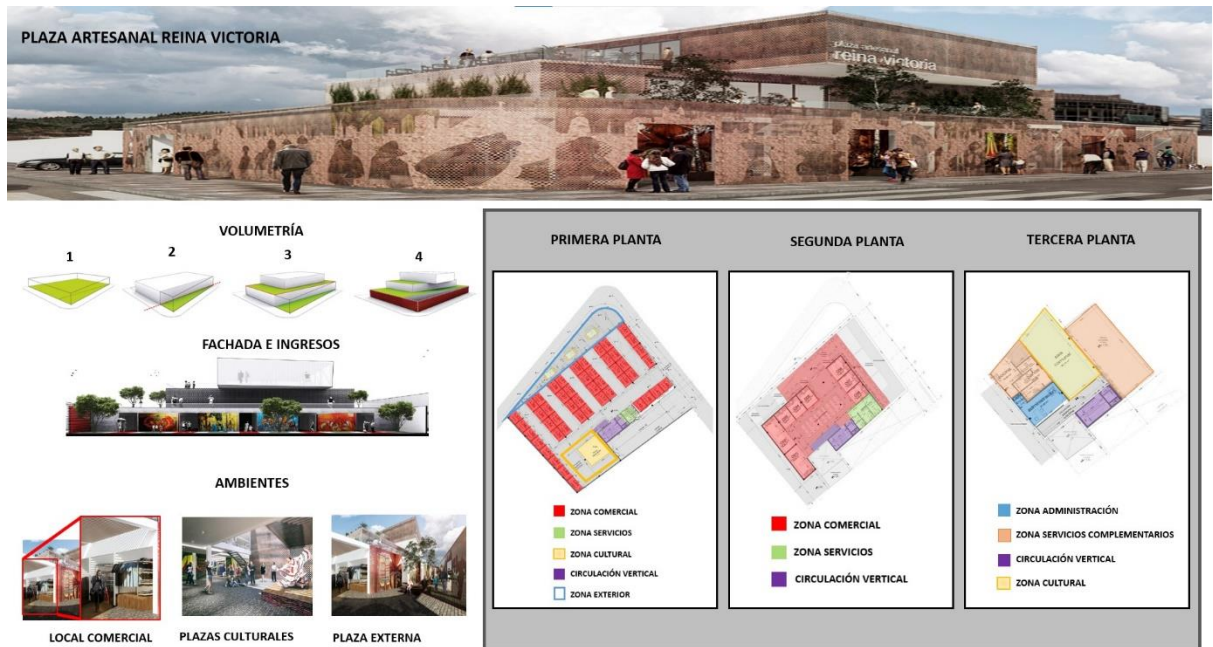 PLAZA ARTESANAL REINA VICTORIA
plaza artesanal
reina victoria
VOLUMETRÍA
1
2
3
4
FACHADA E INGRESOS
AMBIENTES
LOCAL COMERCIAL
PLAZAS CULTURALES
PLAZA EXTERNA
PRIMERA PLANTA
ZONA COMERCIAL
ZONA SERVICIOS
ZONA CULTURAL
CIRCULACIÓN VERTICAL
ZONA EXTERIOR
SEGUNDA PLANTA
ZONA COMERCIAL
ZONA SERVICIOS
CIRCULACIÓN VERTICAL
TERCERA PLANTA
ZONA ADMINISTRACIÓN
ZONA SERVICIOS COMPLEMENTARIOS
CIRCULACIÓN VERTICAL
ZONA CULTURAL